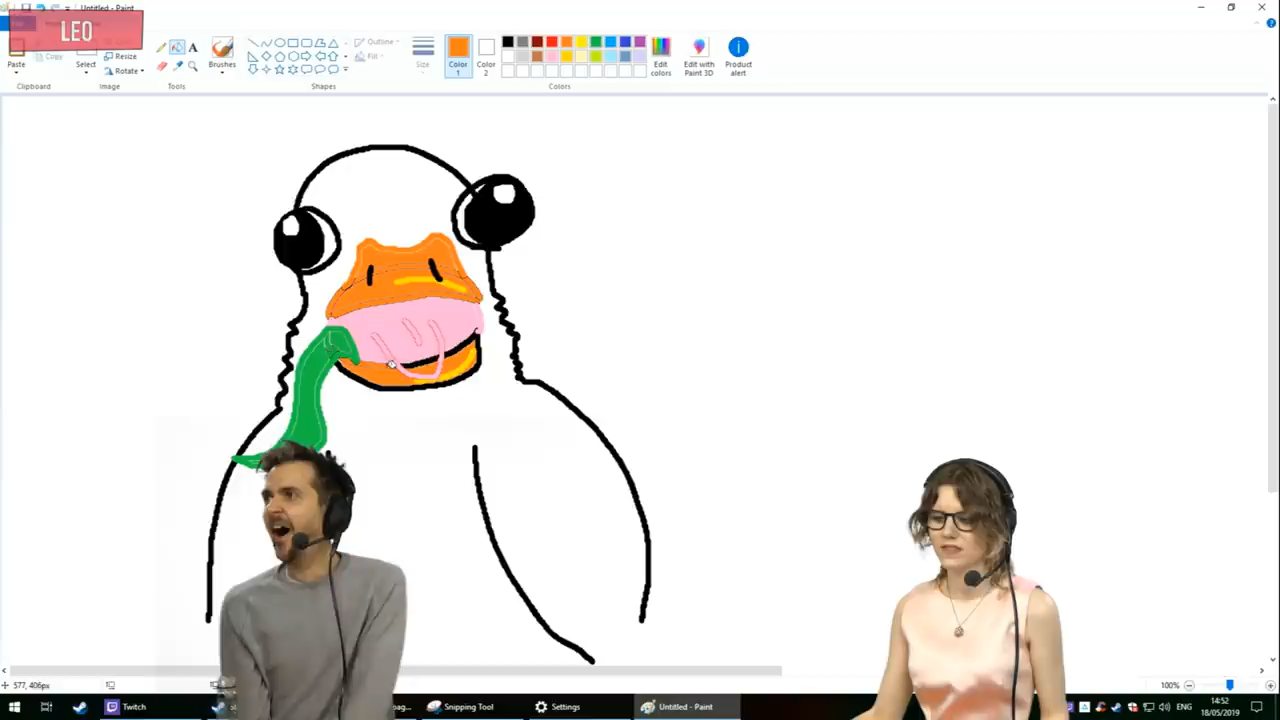 Untitled - Paint
LEO
Paste
Copy
Select
Resize
Rotate
A
Brushes
Outline
Fill
Size
Color 1
Color 2
Edit colors
Edit with Paint 3D
Product alert
Clipboard
Image
Tools
Shapes
Colors
577, 406px
100%
Twitch
Snipping Tool
Settings
Untitled - Paint
ENG
14:52
18/05/2019